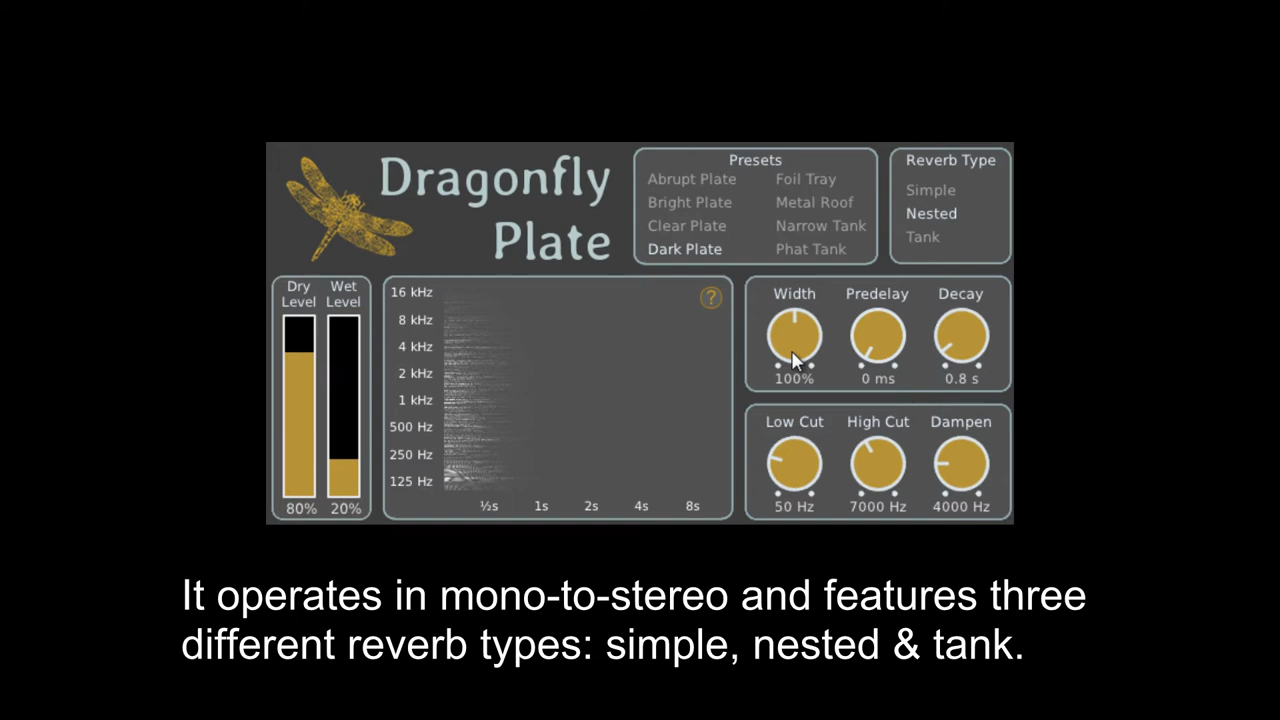 Dragonfly
Plate
Presets
Abrupt Plate
Bright Plate
Clear Plate
Dark Plate
Foil Tray
Metal Roof
Narrow Tank
Phat Tank
Reverb Type
Simple
Nested
Tank
Dry Level
Wet Level
80%
20%
16 kHz
8 kHz
4 kHz
2 kHz
1 kHz
500 Hz
250 Hz
125 Hz
½s
1s
2s
4s
8s
?
Width
100%
Predelay
0 ms
Decay
0.8 s
Low Cut
50 Hz
High Cut
7000 Hz
Dampen
4000 Hz
It operates in mono-to-stereo and features three
different reverb types: simple, nested & tank.